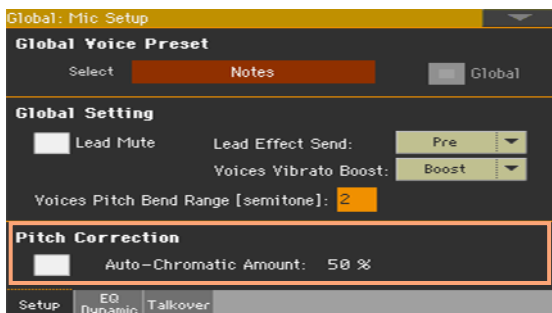 Global: Mic Setup
Global Voice Preset
Select Notes Global
Global Setting
Lead Mute Lead Effect Send: Pre
Voices Vibrato Boost: Boost
Voices Pitch Bend Range [semitone]: 2
Pitch Correction
Auto-Chromatic Amount: 50 %
Setup EQ Dynamic Talkover